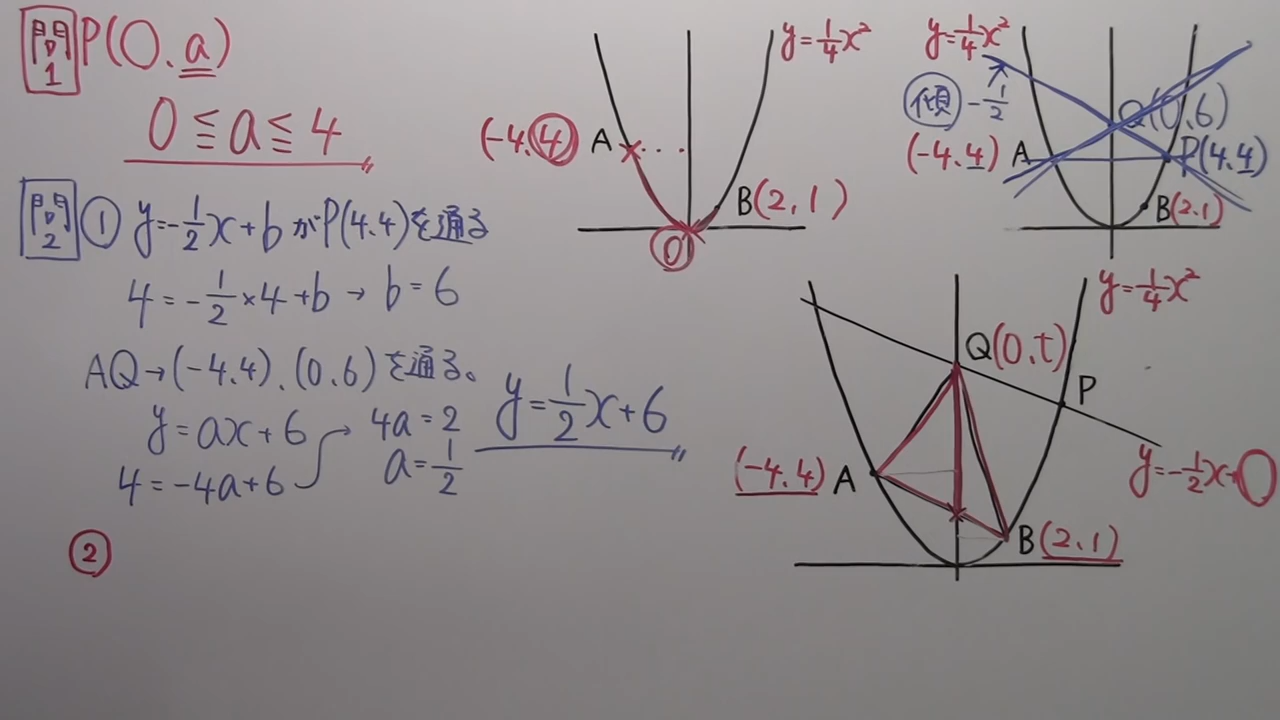 問1 P(0.a)
0≦a≦4
問2 ① y=-1/2x+bがP(4.4)を通る
4=-1/2×4+b→b=6
AQ→(-4.4).(0.6)を通る。
y=ax+6
4=-4a+6
4a=2
a=1/2
y=1/2x+6
②
y=1/4x²
(-4.4) A
B(2,1)
0
y=1/4x²
傾 -1/2
Q(0,6)
(-4.4) A
P(4,4)
B(2.1)
y=1/4x²
Q(0.t)
P
(-4.4) A
y=-1/2x+
B(2.1)